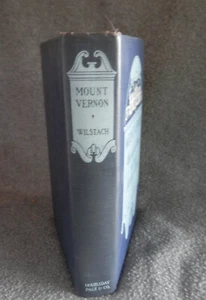 MOUNT
VERNON
WILSTACH
DOUBLEDAY
PAGE & CO.